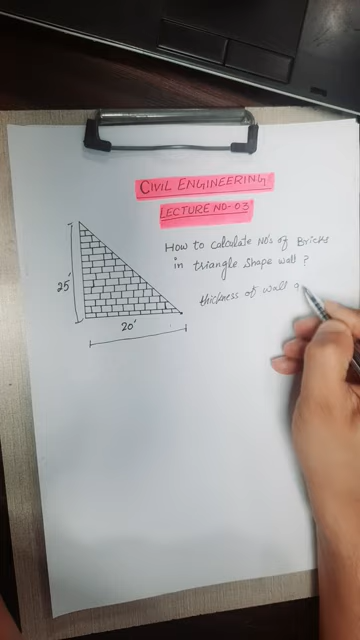 CIVIL ENGINEERING
LECTURE NO-03
How to calculate NO's of Bricks
in triangle shape wall?
25'
thickness of wall
20'